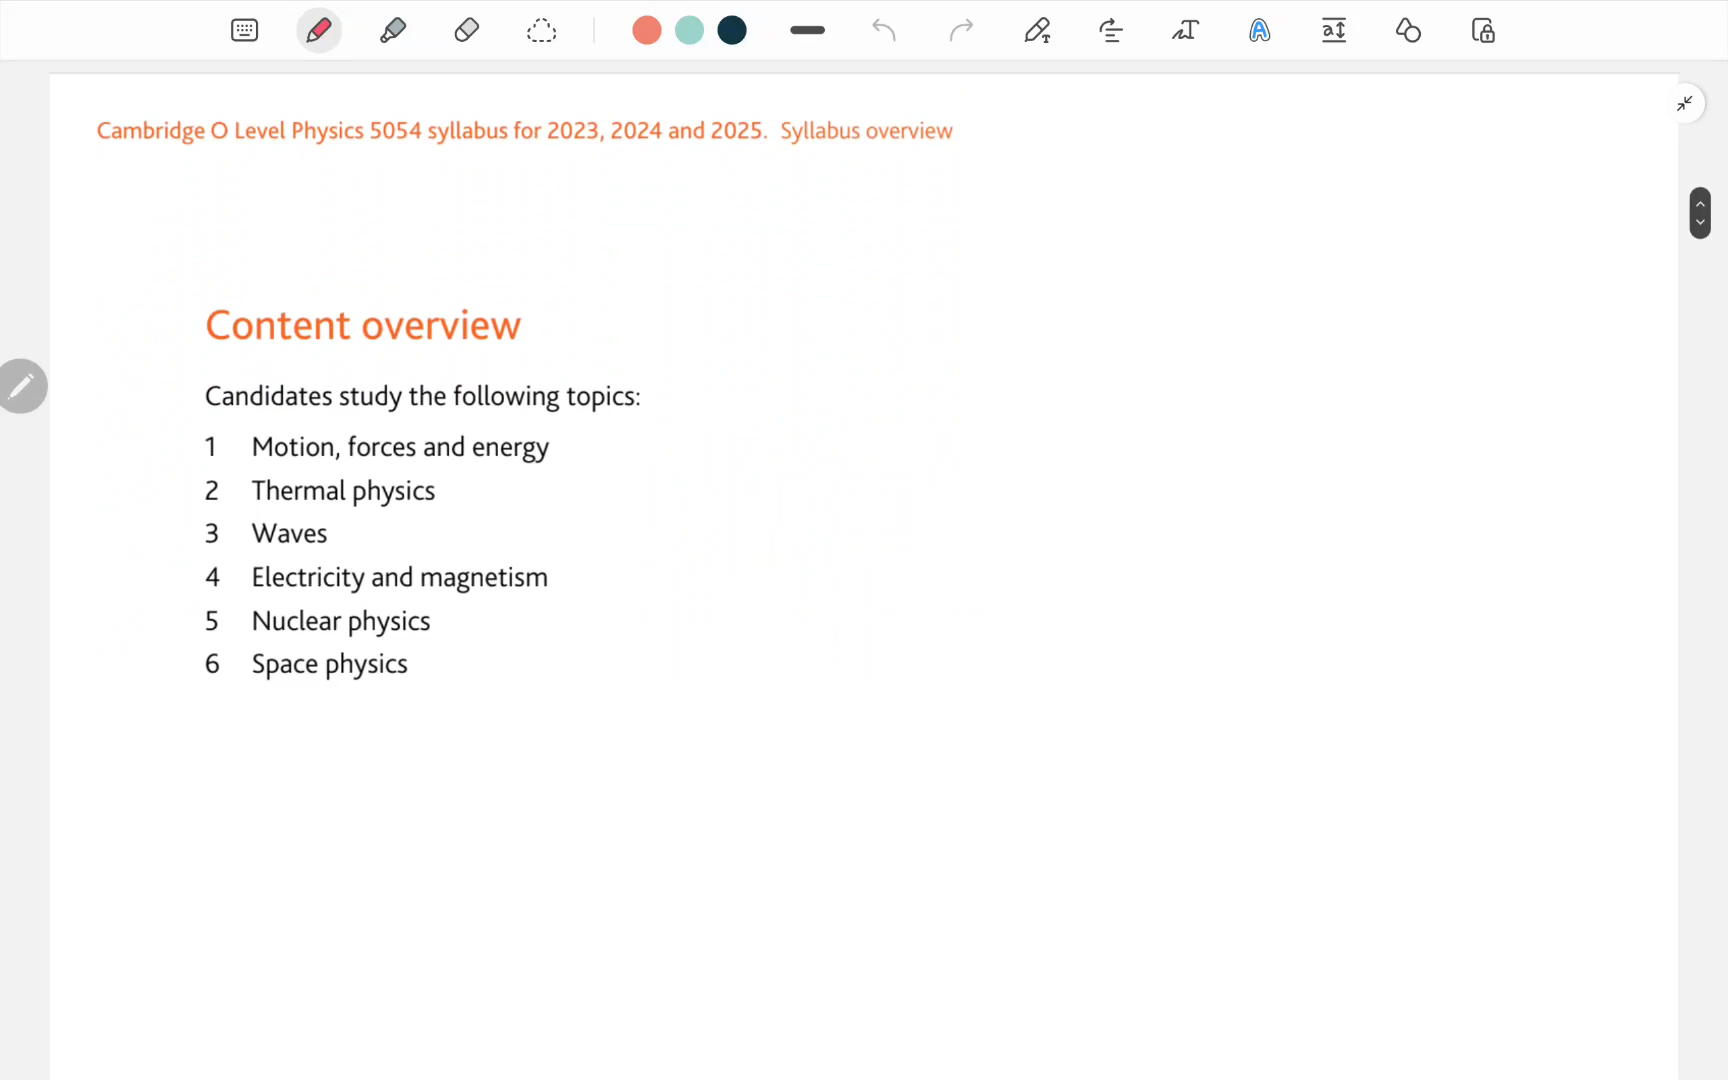 Cambridge O Level Physics 5054 syllabus for 2023, 2024 and 2025. Syllabus overview
Content overview
Candidates study the following topics:
1 Motion, forces and energy
2 Thermal physics
3 Waves
4 Electricity and magnetism
5 Nuclear physics
6 Space physics